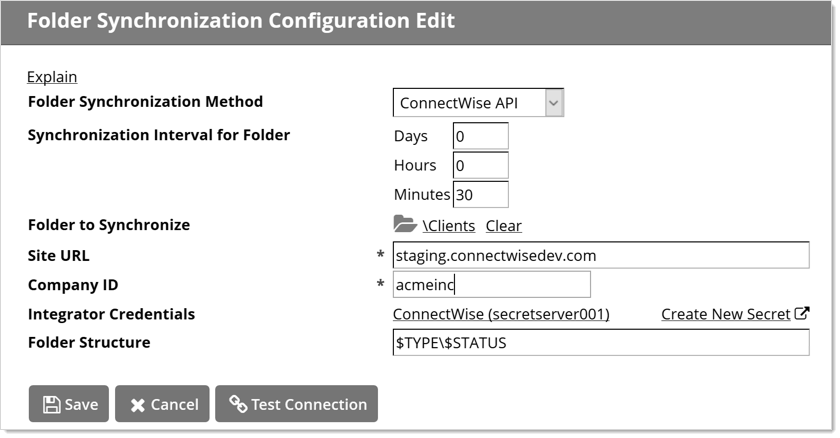 Folder Synchronization Configuration Edit
Explain
Folder Synchronization Method ConnectWise API
Synchronization Interval for Folder Days 0
Hours 0
Minutes 30
Folder to Synchronize \Clients Clear
Site URL * staging.connectwisedev.com
Company ID * acmeinc
Integrator Credentials ConnectWise (secretserver001) Create New Secret
Folder Structure $TYPE\$STATUS
Save Cancel Test Connection